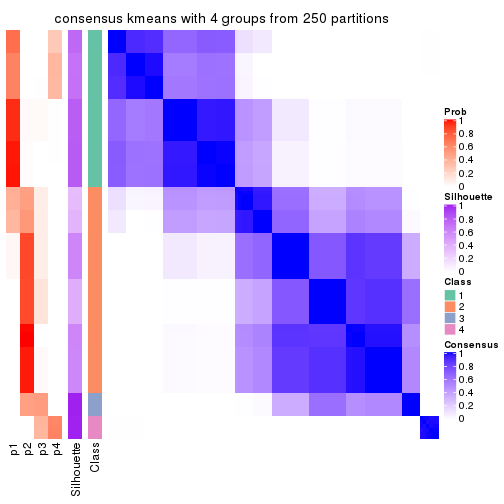 consensus kmeans with 4 groups from 250 partitions
Prob
1
0.8
0.6
0.4
0.2
0
Silhouette
1
0.8
0.6
0.4
0.2
0
Class
1
2
3
4
Consensus
1
0.8
0.6
0.4
0.2
0
p1
p2
p3
p4
Silhouette
Class